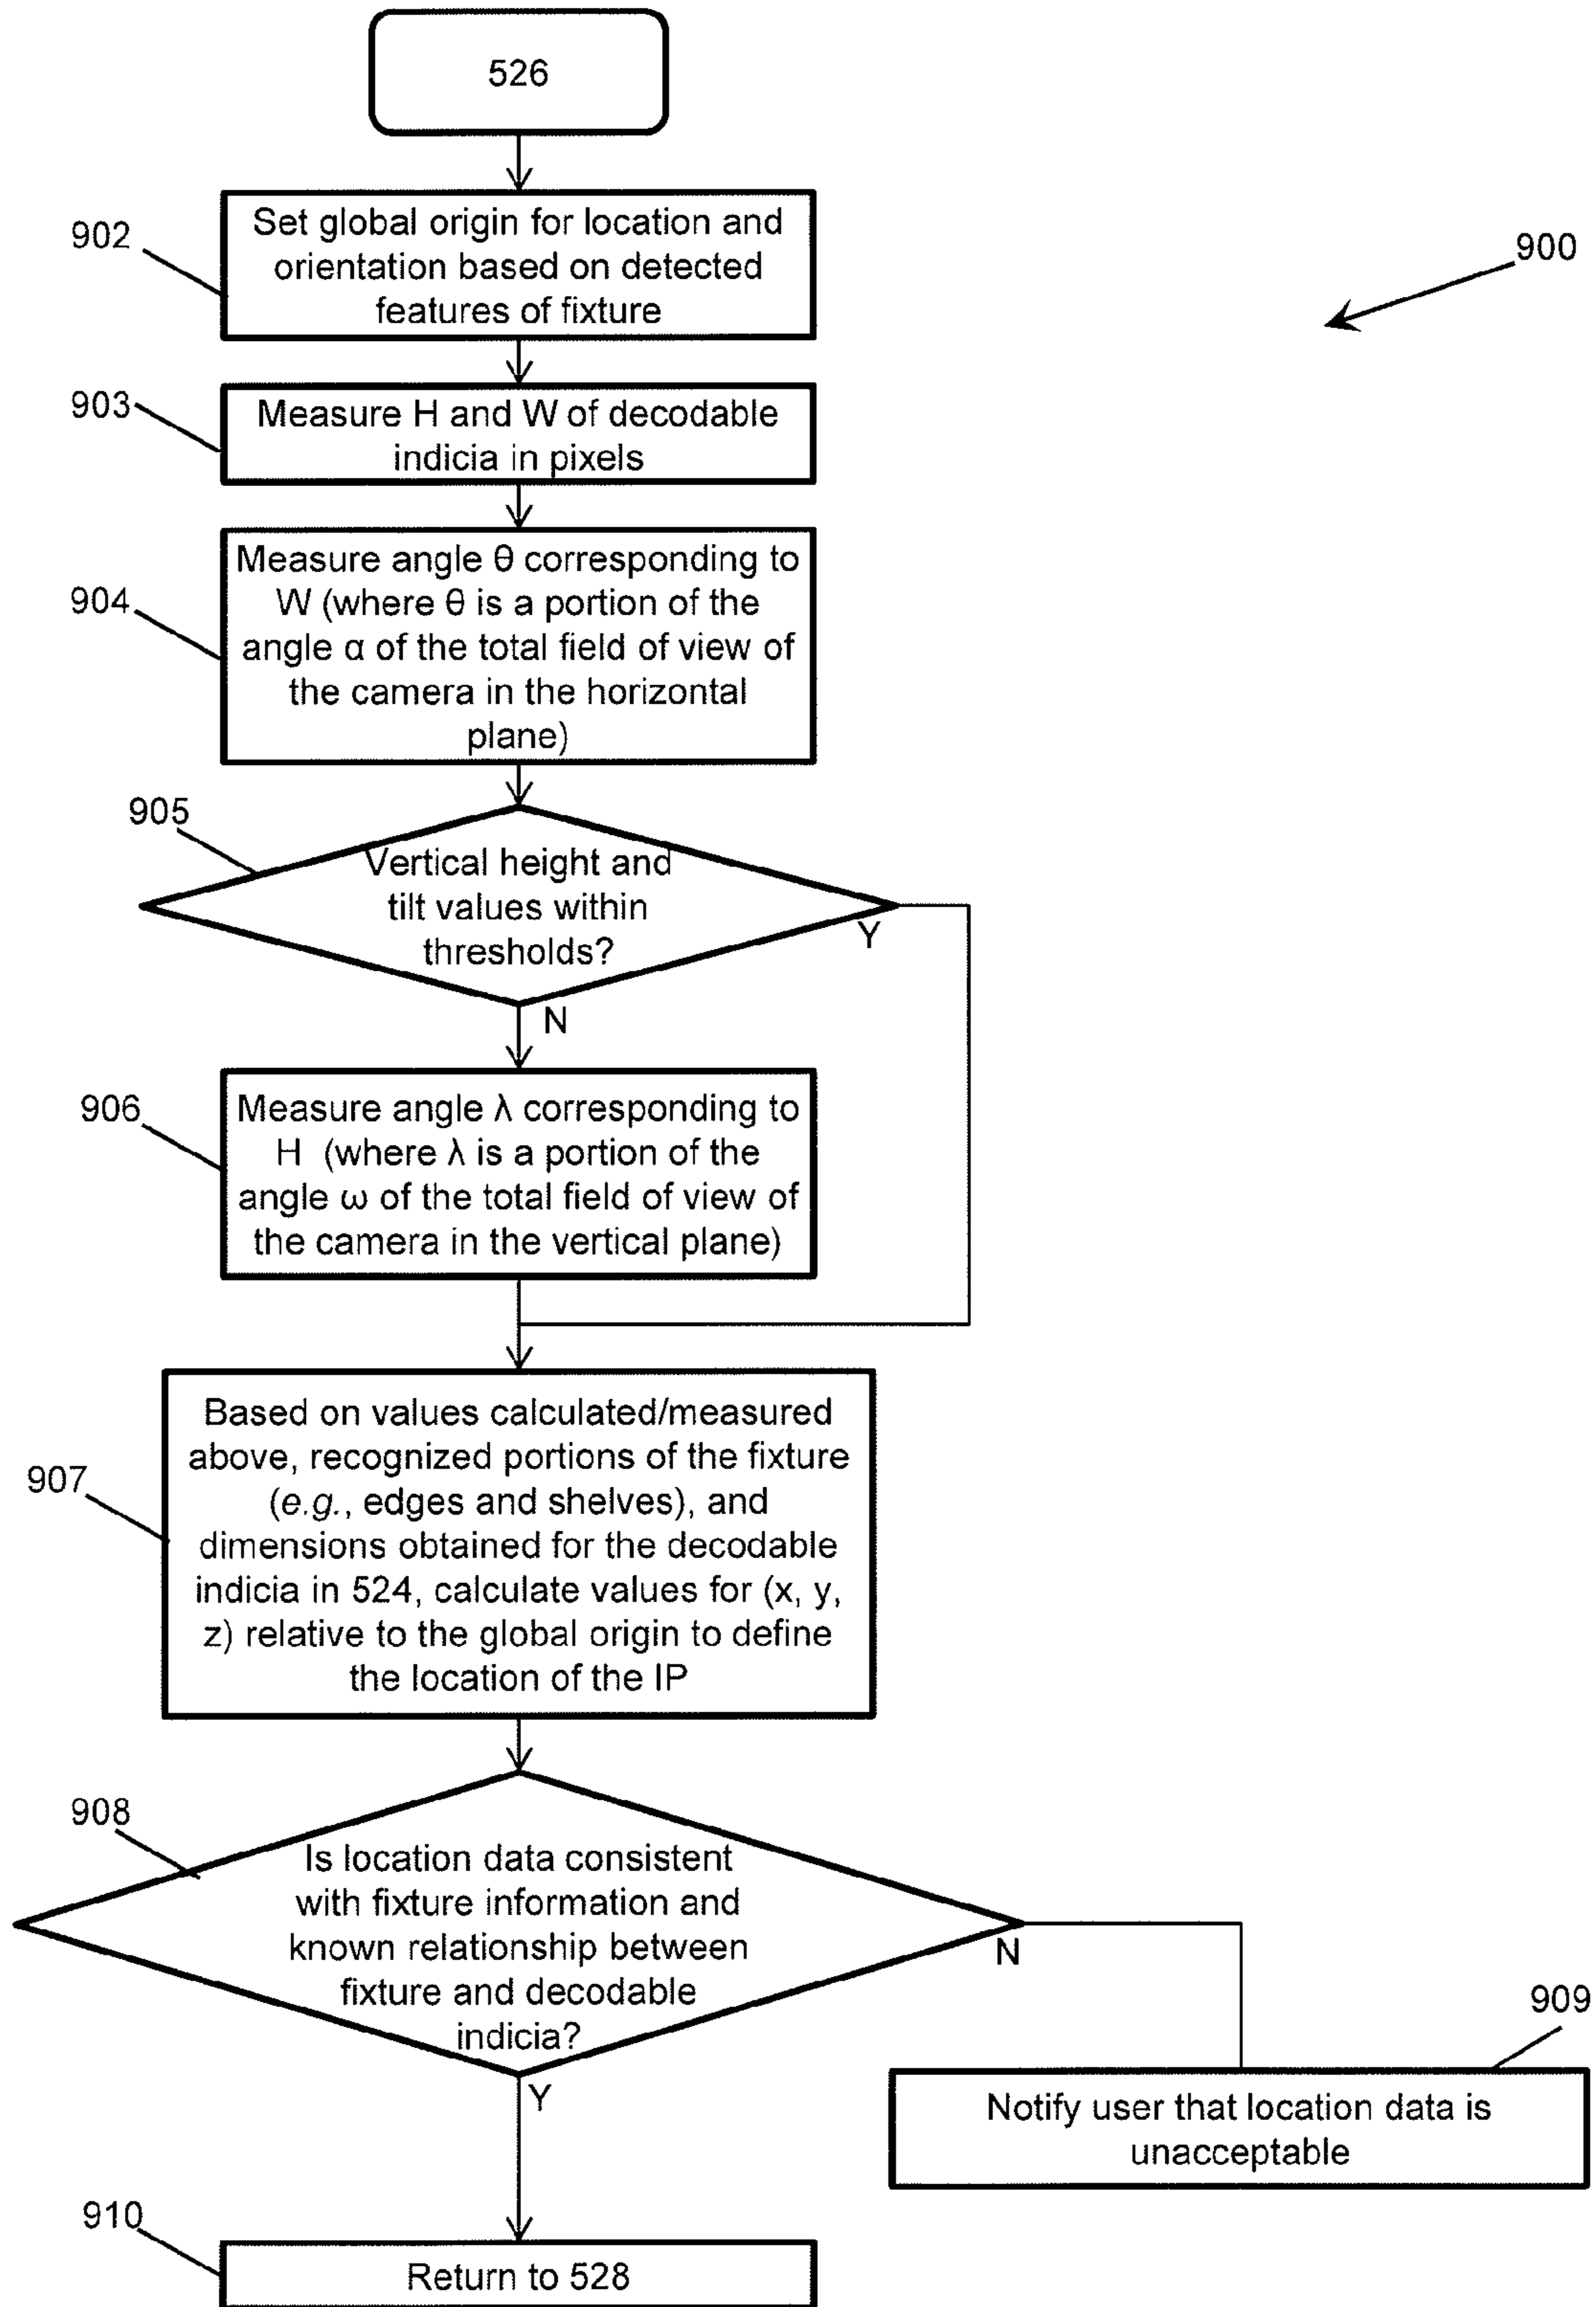 526
902
Set global origin for location and
orientation based on detected
features of fixture
900
903
Measure H and W of decodable
indicia in pixels
904
Measure angle θ corresponding to
W (where θ is a portion of the
angle α of the total field of view of
the camera in the horizontal
plane)
905
Vertical height and
tilt values within
thresholds?
Y
N
906
Measure angle λ corresponding to
H (where λ is a portion of the
angle ω of the total field of view of
the camera in the vertical plane)
907
Based on values calculated/measured
above, recognized portions of the fixture
(e.g., edges and shelves), and
dimensions obtained for the decodable
indicia in 524, calculate values for (x, y,
z) relative to the global origin to define
the location of the IP
908
Is location data consistent
with fixture information and
known relationship between
fixture and decodable
indicia?
N
Y
909
Notify user that location data is
unacceptable
910
Return to 528